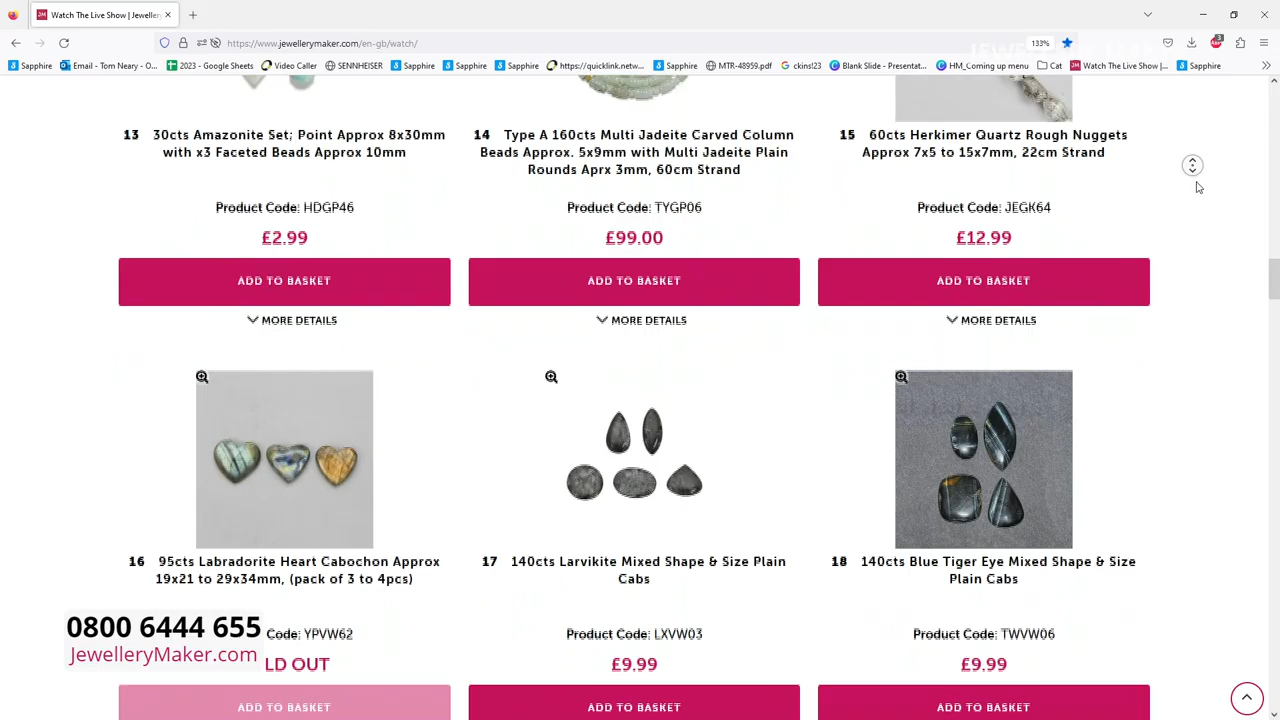 Watch The Live Show | Jeweller
https://www.jewellerymaker.com/en-gb/watch/
133%
3
Sapphire
Email - Tom Neary - O...
2023 - Google Sheets
Video Caller
SENNHEISER
Sapphire
Sapphire
Sapphire
https://quicklink.netw...
Sapphire
MTR-48959.pdf
ckins!23
Blank Slide - Presentat...
HM_Coming up menu
Cat
Watch The Live Show |...
Sapphire
13 30cts Amazonite Set; Point Approx 8x30mm
with x3 Faceted Beads Approx 10mm
Product Code: HDGP46
£2.99
ADD TO BASKET
MORE DETAILS
14 Type A 160cts Multi Jadeite Carved Column
Beads Approx. 5x9mm with Multi Jadeite Plain
Rounds Aprx 3mm, 60cm Strand
Product Code: TYGP06
£99.00
ADD TO BASKET
MORE DETAILS
15 60cts Herkimer Quartz Rough Nuggets
Approx 7x5 to 15x7mm, 22cm Strand
Product Code: JEGK64
£12.99
ADD TO BASKET
MORE DETAILS
16 95cts Labradorite Heart Cabochon Approx
19x21 to 29x34mm, (pack of 3 to 4pcs)
Code: YPVW62
LD OUT
ADD TO BASKET
17 140cts Larvikite Mixed Shape & Size Plain
Cabs
Product Code: LXVW03
£9.99
ADD TO BASKET
18 140cts Blue Tiger Eye Mixed Shape & Size
Plain Cabs
Product Code: TWVW06
£9.99
ADD TO BASKET
0800 6444 655
JewelleryMaker.com